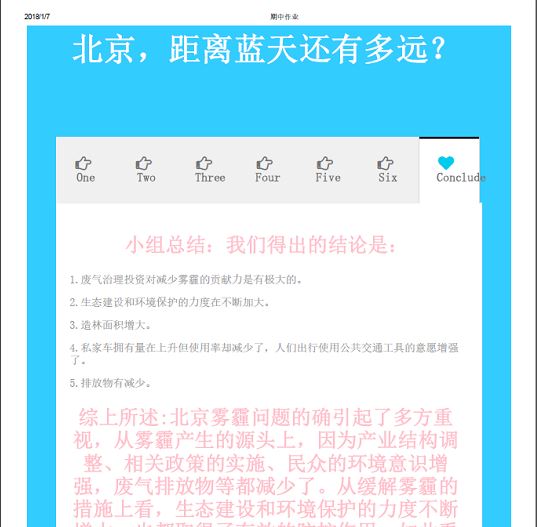 2018/1/7 期中作业
北京，距离蓝天还有多远？
One Two Three Four Five Six Conclude
小组总结：我们得出的结论是：
1.废气治理投资对减少雾霾的贡献力是有极大的。
2.生态建设和环境保护的力度在不断加大。
3.造林面积增大。
4.私家车拥有量在上升但使用率却减少了，人们出行使用公共交通工具的意愿增强
了。
5.排放物有减少。
综上所述:北京雾霾问题的确引起了多方重
视，从雾霾产生的源头上，因为产业结构调
整、相关政策的实施、民众的环境意识增
强，废气排放物等都减少了。从缓解雾霾的
措施上看，生态建设和环境保护的力度不断